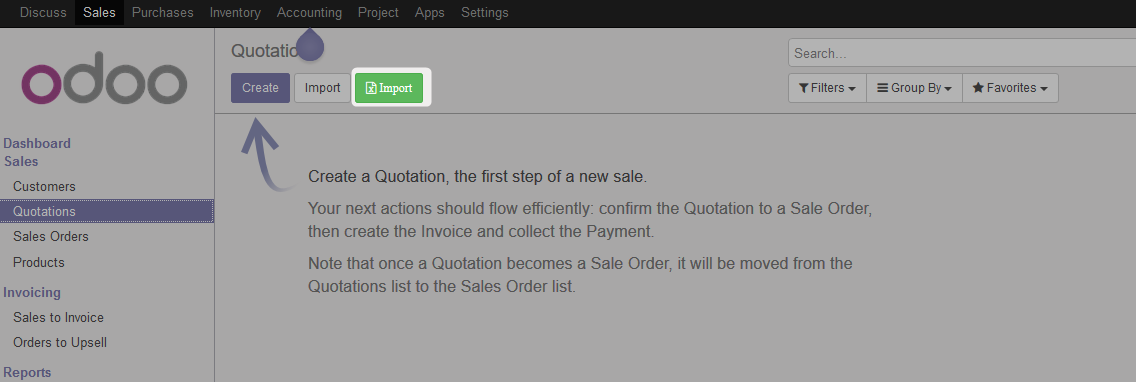 Discuss Sales Purchases Inventory Accounting Project Apps Settings
odoo
Quotatio
Search...
Create Import Import
Filters Group By Favorites
Dashboard
Sales
Customers
Quotations
Sales Orders
Products
Invoicing
Sales to Invoice
Orders to Upsell
Reports
Create a Quotation, the first step of a new sale.
Your next actions should flow efficiently: confirm the Quotation to a Sale Order,
then create the Invoice and collect the Payment.
Note that once a Quotation becomes a Sale Order, it will be moved from the
Quotations list to the Sales Order list.